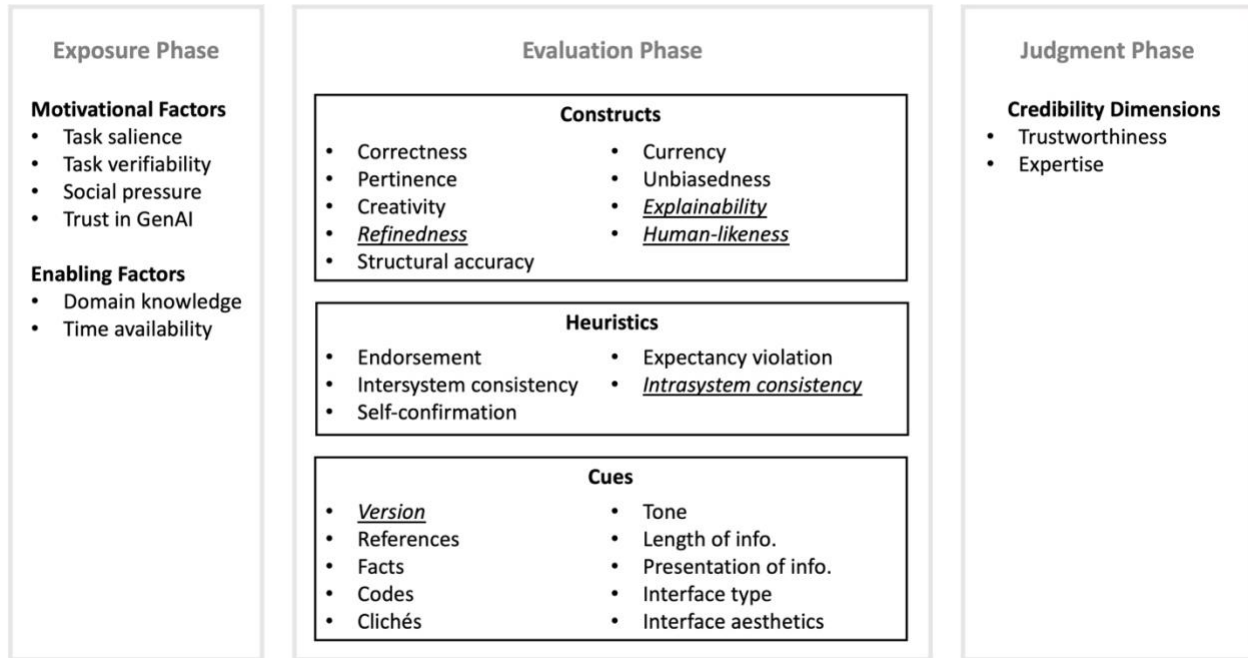 Exposure Phase
Motivational Factors
• Task salience
• Task verifiability
• Social pressure
• Trust in GenAI
Enabling Factors
• Domain knowledge
• Time availability
Evaluation Phase
Constructs
• Correctness
• Pertinence
• Creativity
• Refinedness
• Structural accuracy
• Currency
• Unbiasedness
• Explainability
• Human-likeness
Heuristics
• Endorsement
• Intersystem consistency
• Self-confirmation
• Expectancy violation
• Intrasystem consistency
Cues
• Version
• References
• Facts
• Codes
• Clichés
• Tone
• Length of info.
• Presentation of info.
• Interface type
• Interface aesthetics
Judgment Phase
Credibility Dimensions
• Trustworthiness
• Expertise